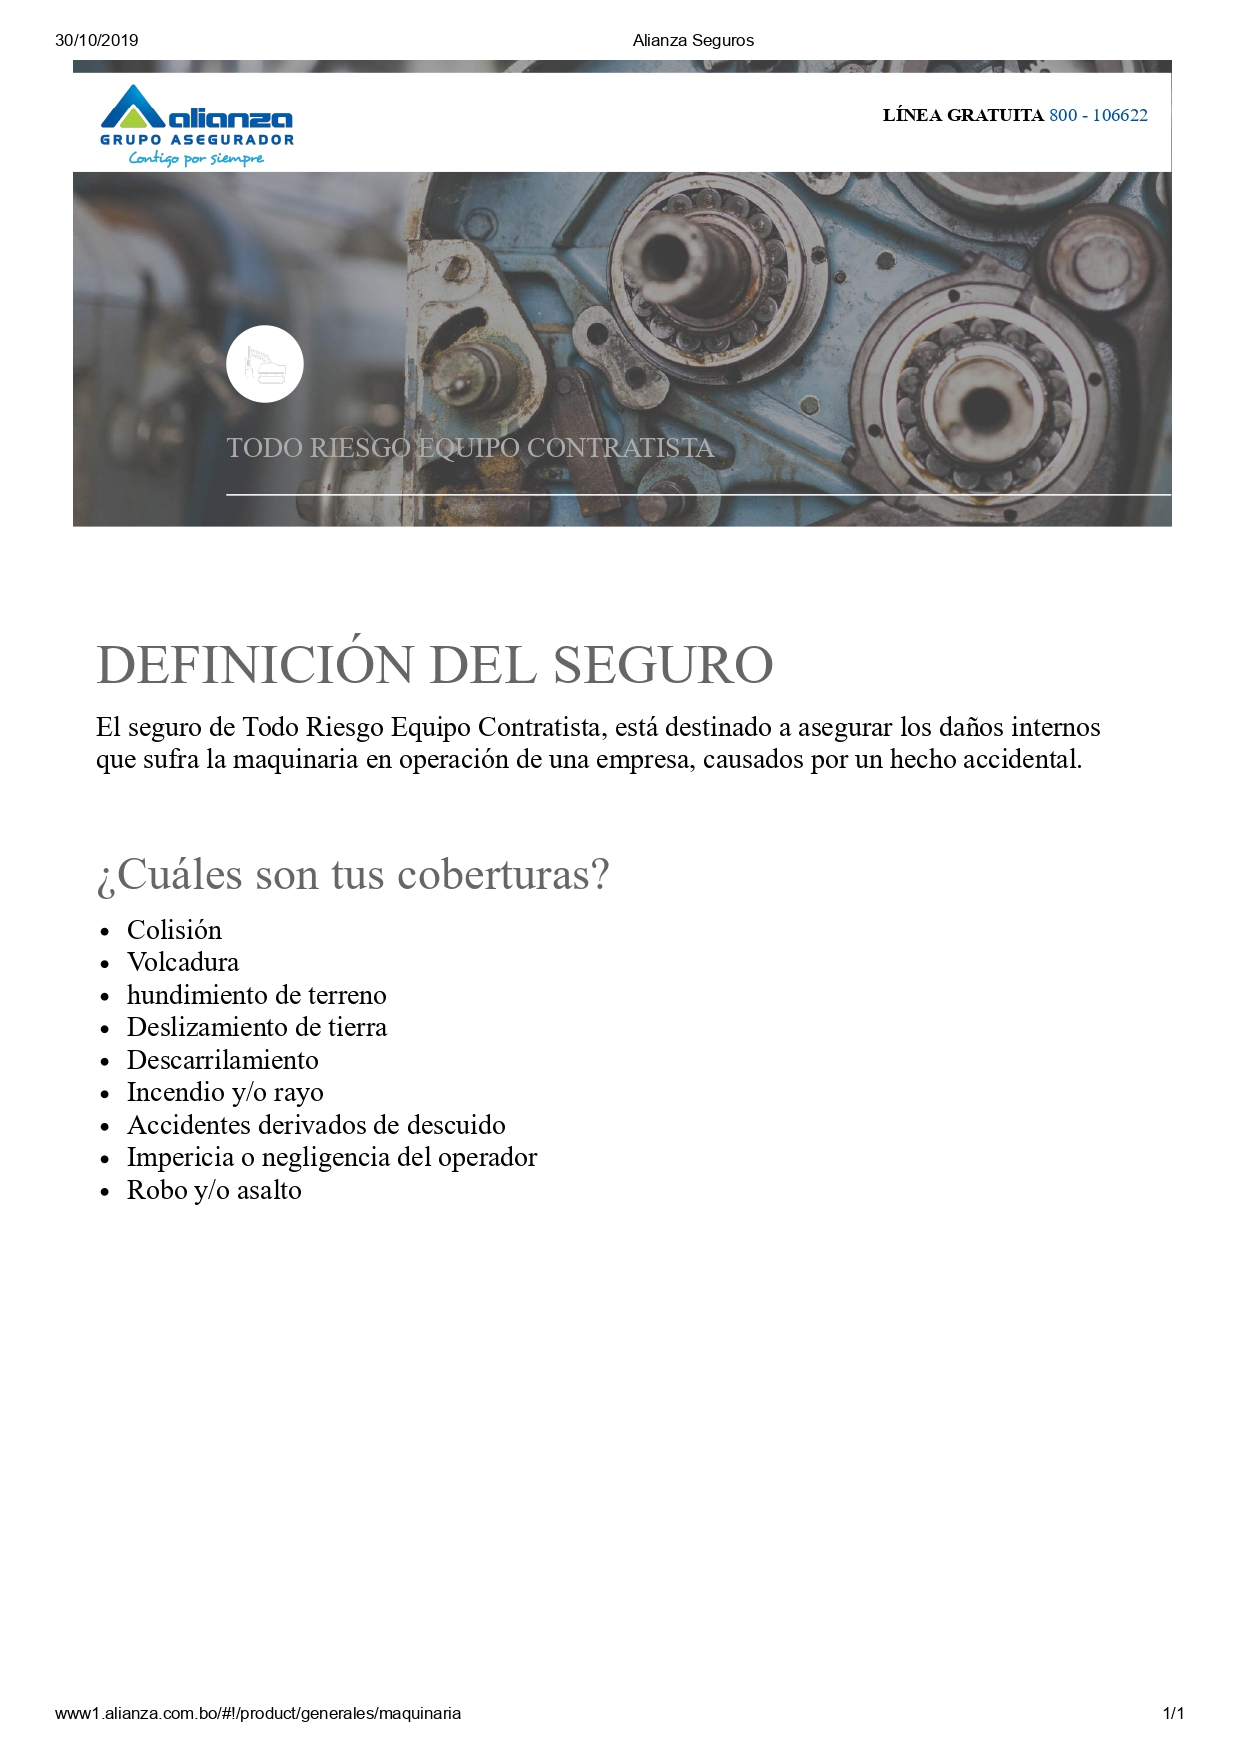 30/10/2019
Alianza Seguros
alianza
GRUPO ASEGURADOR
Contigo por siempre
LÍNEA GRATUITA 800 - 106622
TODO RIESGO EQUIPO CONTRATISTA
DEFINICIÓN DEL SEGURO
El seguro de Todo Riesgo Equipo Contratista, está destinado a asegurar los daños internos
que sufra la maquinaria en operación de una empresa, causados por un hecho accidental.
¿Cuáles son tus coberturas?
• Colisión
• Volcadura
• hundimiento de terreno
• Deslizamiento de tierra
• Descarrilamiento
• Incendio y/o rayo
• Accidentes derivados de descuido
• Impericia o negligencia del operador
• Robo y/o asalto
www1.alianza.com.bo/#!/product/generales/maquinaria
1/1